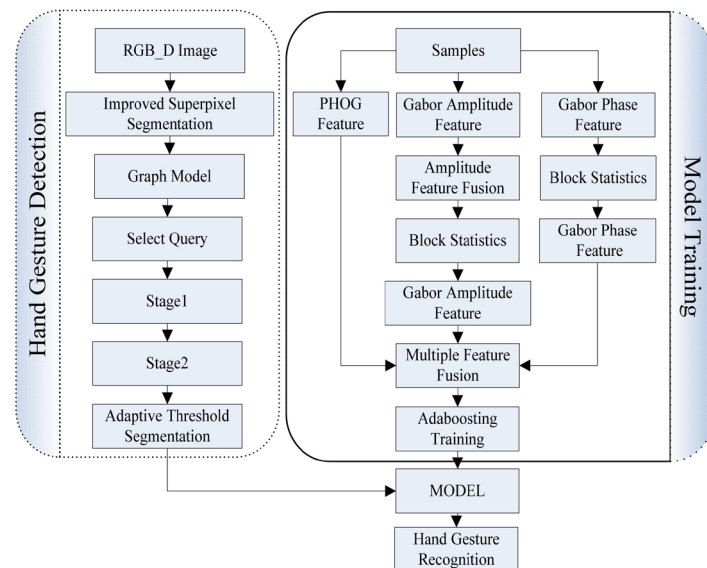 Hand Gesture Detection
RGB_D Image
Improved Superpixel
Segmentation
Graph Model
Select Query
Stage1
Stage2
Adaptive Threshold
Segmentation
Samples
PHOG
Feature
Gabor Amplitude
Feature
Amplitude
Feature Fusion
Block Statistics
Gabor Amplitude
Feature
Gabor Phase
Feature
Block Statistics
Gabor Phase
Feature
Multiple Feature
Fusion
Adaboosting
Training
Model Training
MODEL
Hand Gesture
Recognition